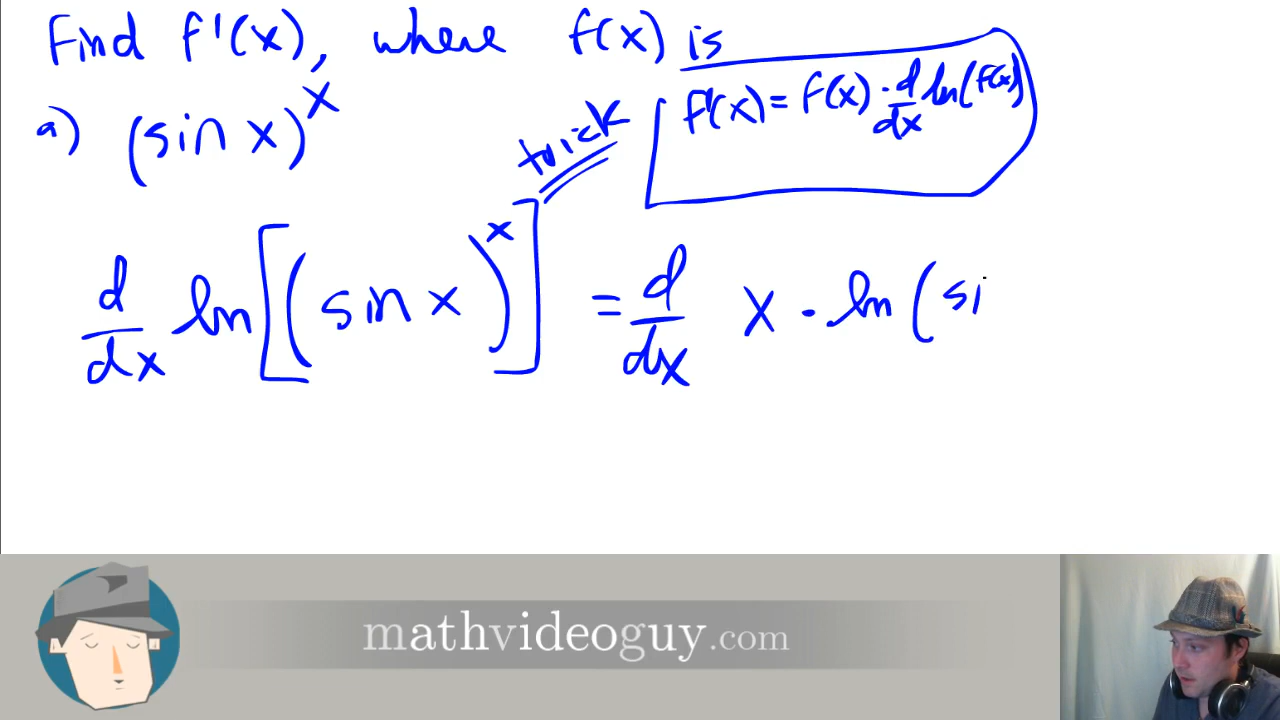 Find f'(x), where f(x) is
a) (sin x)^x
trick
f'(x) = f(x) · d/dx ln(f(x))
d/dx ln[(sin x)^x] = d/dx x · ln(si
mathvideoguy.com